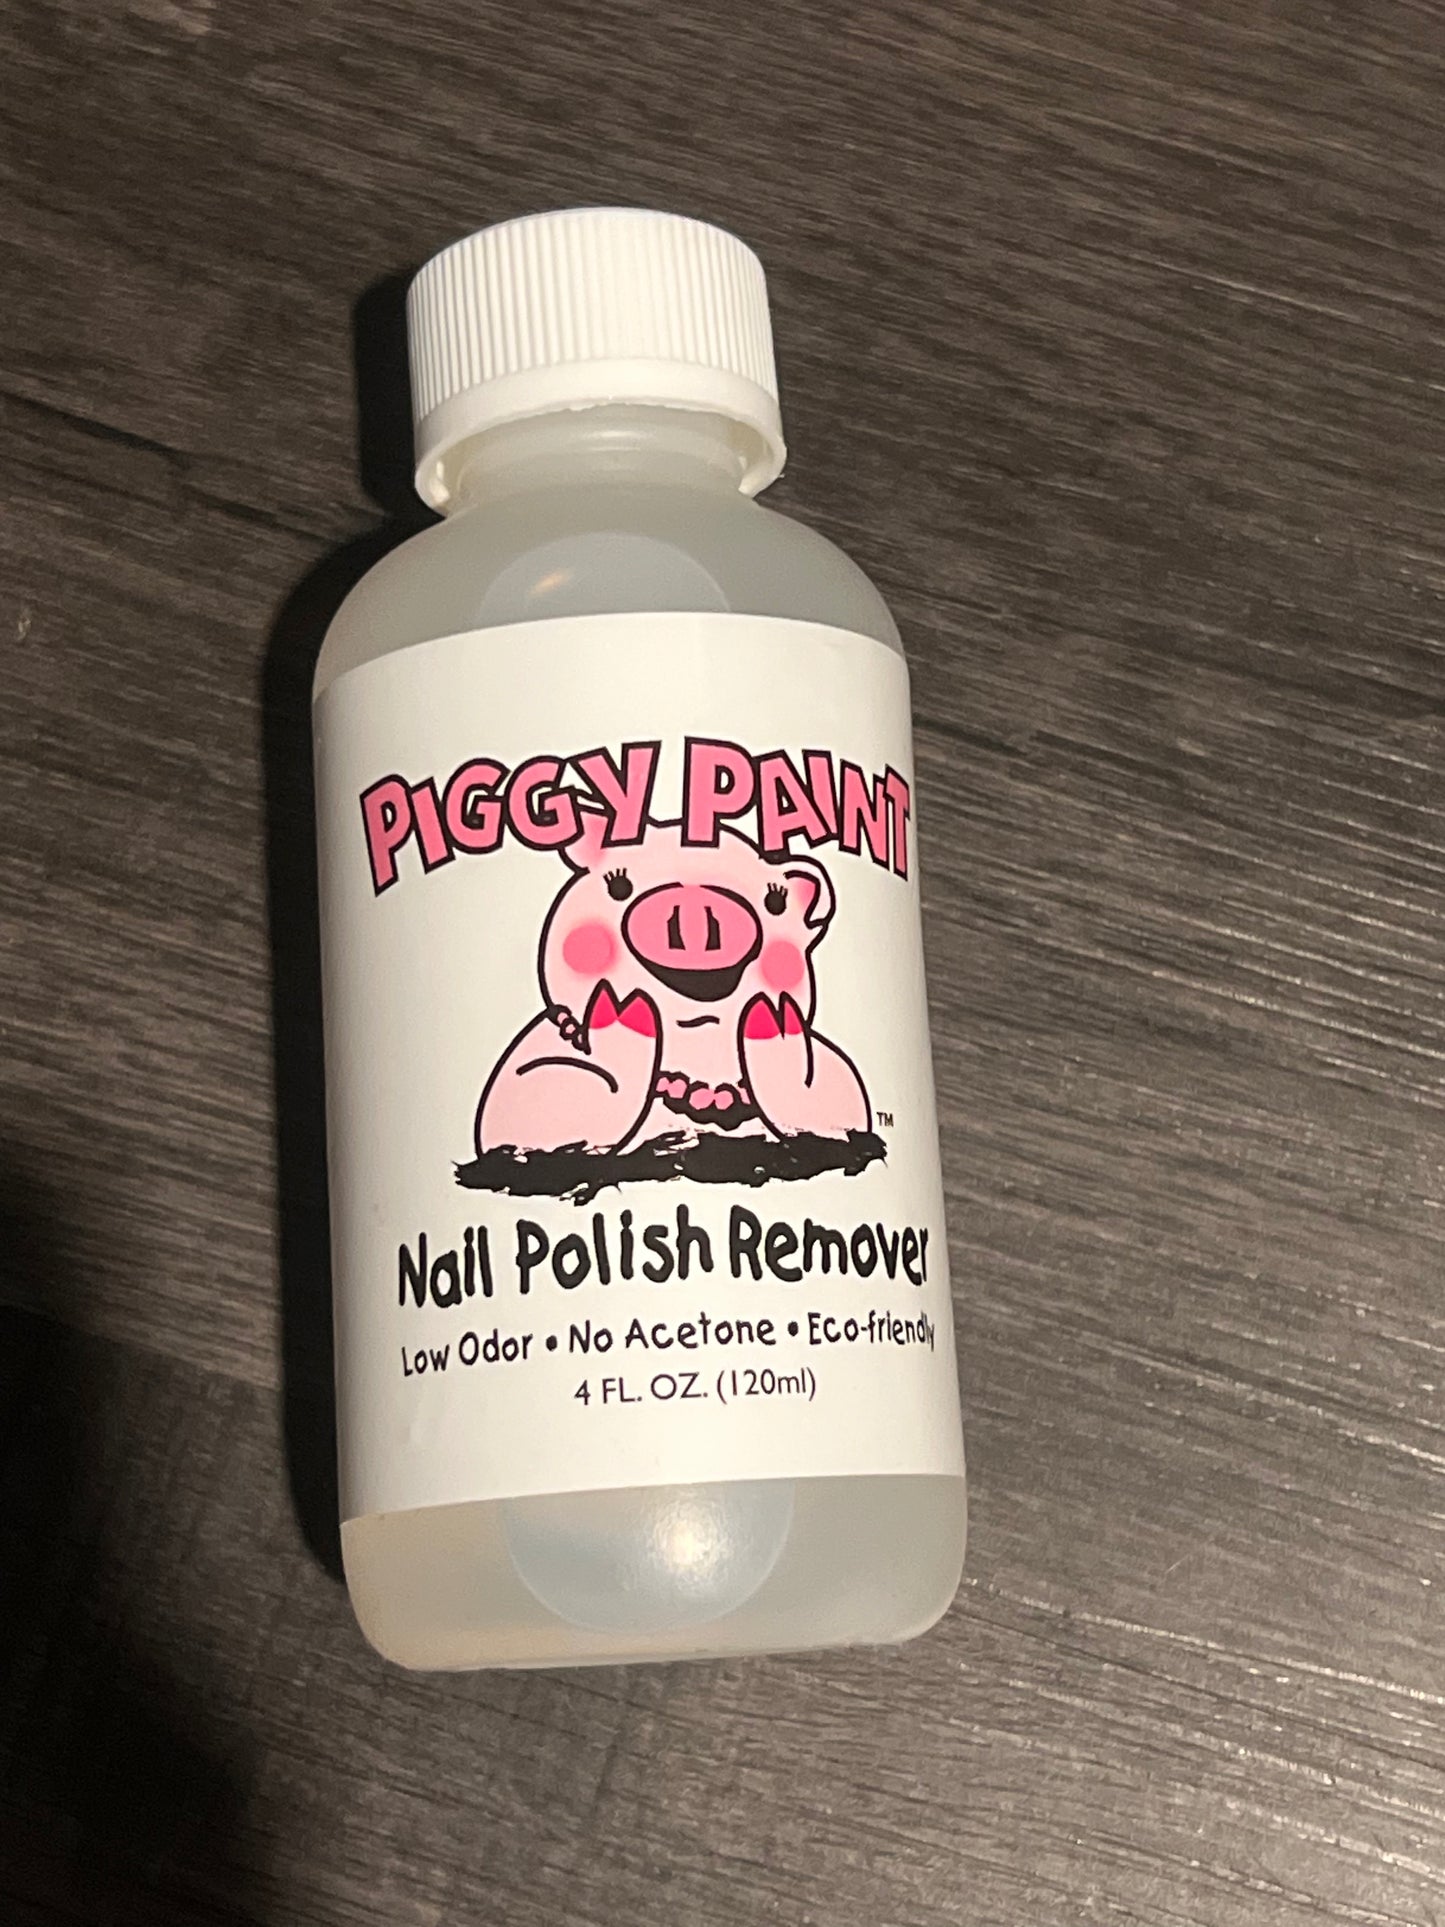 PIGGY PAINT
TM
Nail Polish Remover
Low Odor • No Acetone • Eco-friendly
4 FL. OZ. (120ml)